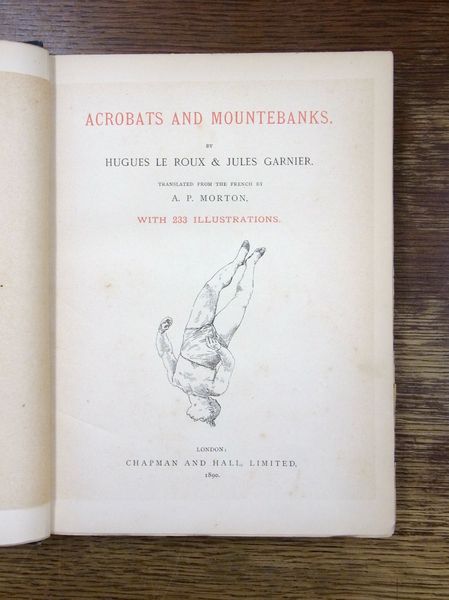 ACROBATS AND MOUNTEBANKS.
BY
HUGUES LE ROUX & JULES GARNIER.
TRANSLATED FROM THE FRENCH BY
A. P. MORTON.
WITH 233 ILLUSTRATIONS.
LONDON:
CHAPMAN AND HALL, LIMITED,
1890.